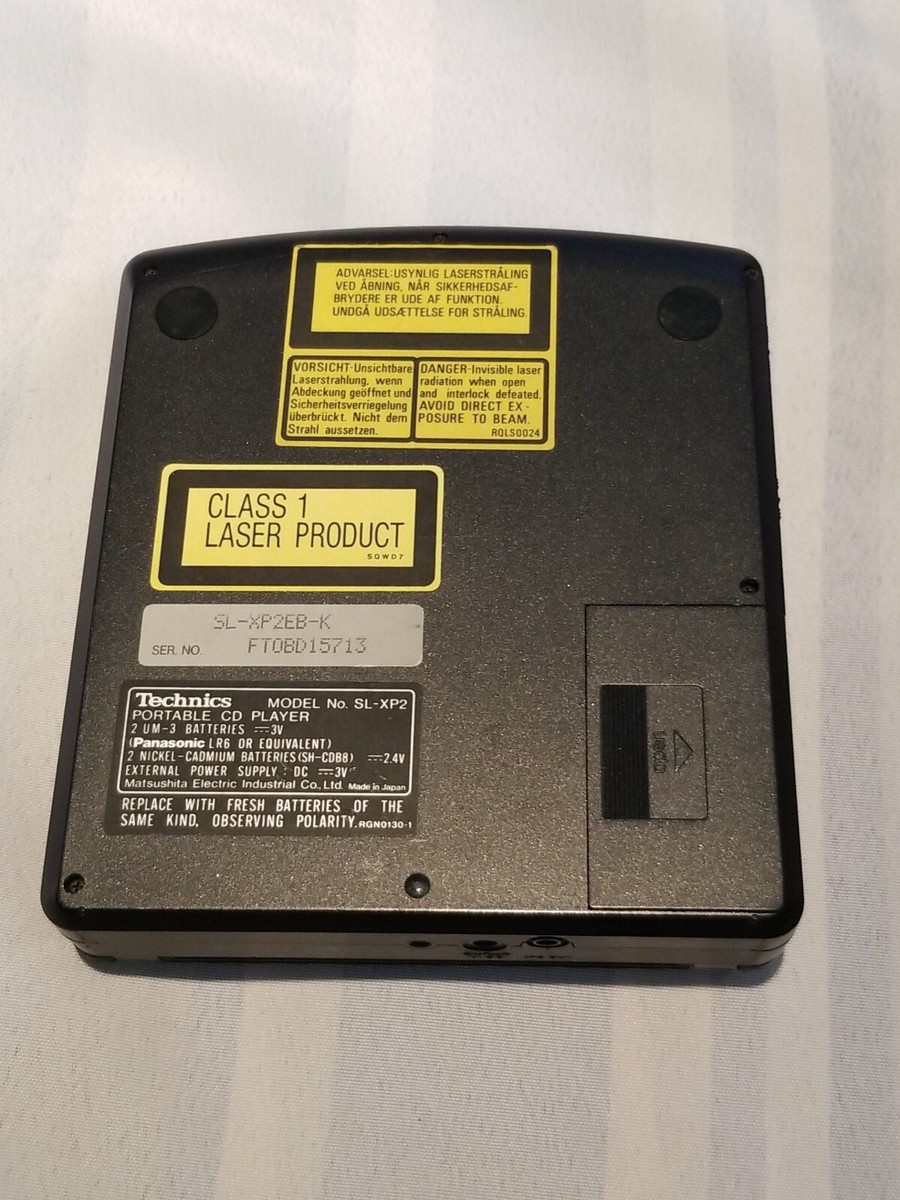 ADVARSEL:USYNLIG LASERSTRÅLING
VED ÅBNING, NÅR SIKKERHEDSAF-
BRYDERE ER UDE AF FUNKTION.
UNDGÅ UDSÆTTELSE FOR STRÅLING.
VORSICHT-Unsichtbare
Laserstrahlung, wenn
Abdeckung geöffnet und
Sicherheitsverriegelung
überbrückt. Nicht dem
Strahl aussetzen.
DANGER-Invisible laser
radiation when open
and interlock defeated.
AVOID DIRECT EX-
POSURE TO BEAM.
RQLS0024
CLASS 1
LASER PRODUCT
SQWD7
SL-XP2EB-K
SER. NO. FT0BD15713
Technics MODEL No. SL-XP2
PORTABLE CD PLAYER
2 UM-3 BATTERIES ⎓3V
(Panasonic LR6 OR EQUIVALENT)
2 NICKEL-CADMIUM BATTERIES(SH-CDB8) ⎓2.4V
EXTERNAL POWER SUPPLY : DC ⎓3V
Matsushita Electric Industrial Co., Ltd. Made in Japan
REPLACE WITH FRESH BATTERIES OF THE
SAME KIND, OBSERVING POLARITY. RGN0130-1
OPEN